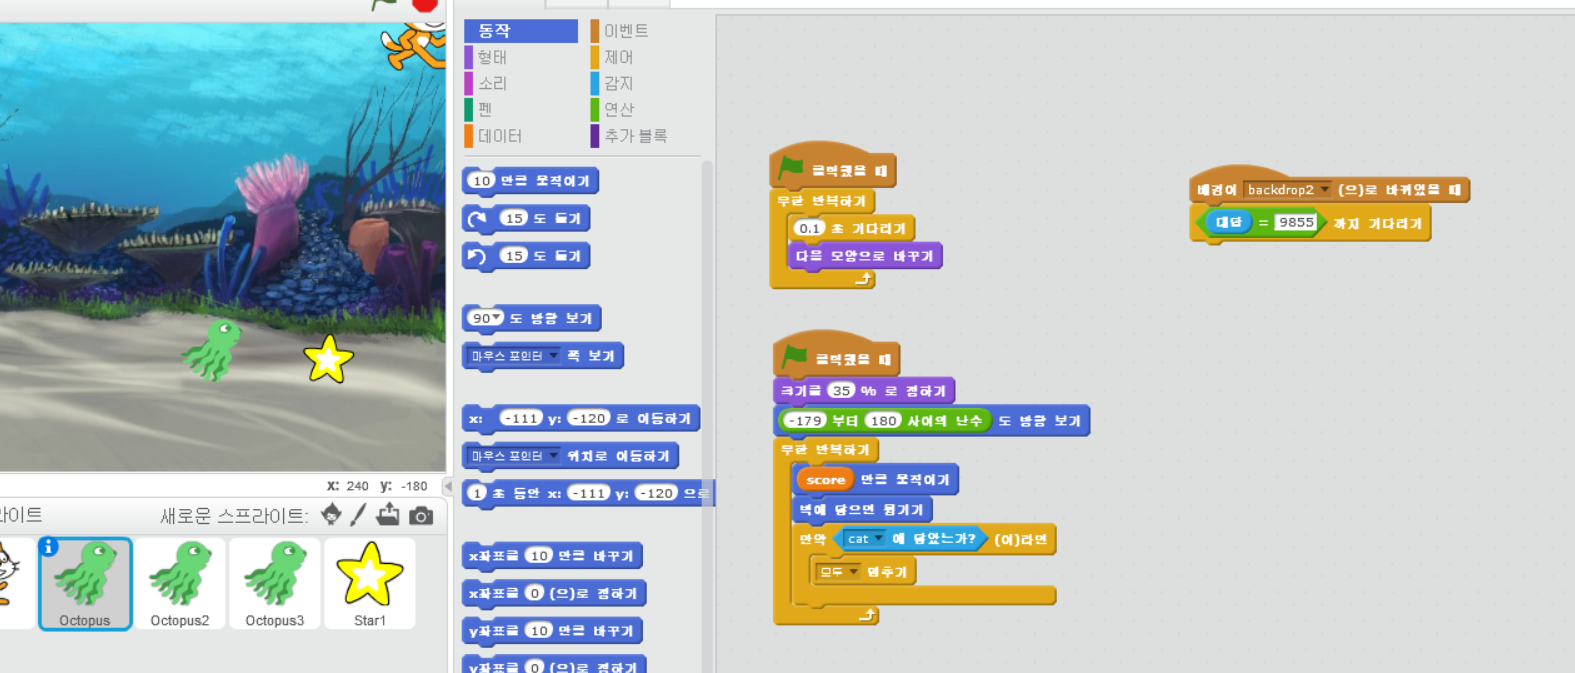 동작
이벤트
형태
제어
소리
감지
펜
연산
데이터
추가 블록
10 만큼 움직이기
15 도 돌기
15 도 돌기
90 도 방향 보기
마우스 포인터 쪽 보기
x: -111 y: -120 로 이동하기
마우스 포인터 위치로 이동하기
1 초 동안 x: -111 y: -120 으로
x좌표를 10 만큼 바꾸기
x좌표를 0 (으)로 정하기
y좌표를 10 만큼 바꾸기
y좌표를 0 (으)로 정하기
x: 240 y: -180
라이트
새로운 스프라이트:
Octopus
Octopus2
Octopus3
Star1
클릭했을 때
무한 반복하기
0.1 초 기다리기
다음 모양으로 바꾸기
클릭했을 때
크기를 35 % 로 정하기
-179 부터 180 사이의 난수 도 방향 보기
무한 반복하기
score 만큼 움직이기
벽에 닿으면 튕기기
만약 cat 에 닿았는가? (이)라면
모두 멈추기
배경이 backdrop2 (으)로 바뀌었을 때
대답 = 9855 까지 기다리기